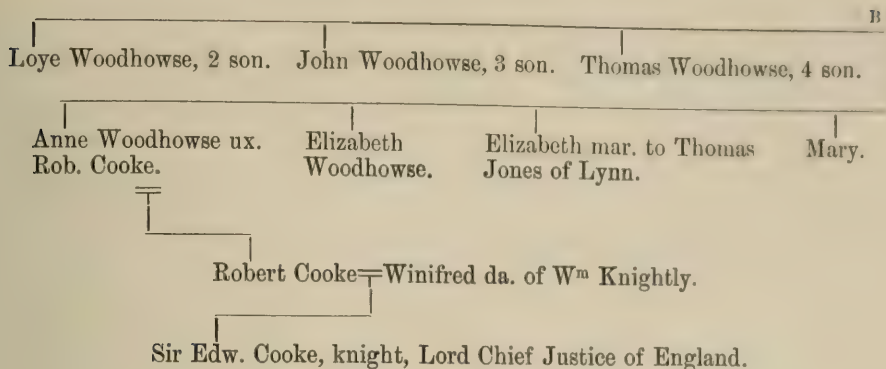 B
Loye Woodhowse, 2 son. John Woodhowse, 3 son. Thomas Woodhowse, 4 son.
Anne Woodhowse ux. Rob. Cooke.
Elizabeth Woodhowse.
Elizabeth mar. to Thomas Jones of Lynn.
Mary.
Robert Cooke Winifred da. of Wᵐ Knightly.
Sir Edw. Cooke, knight, Lord Chief Justice of England.